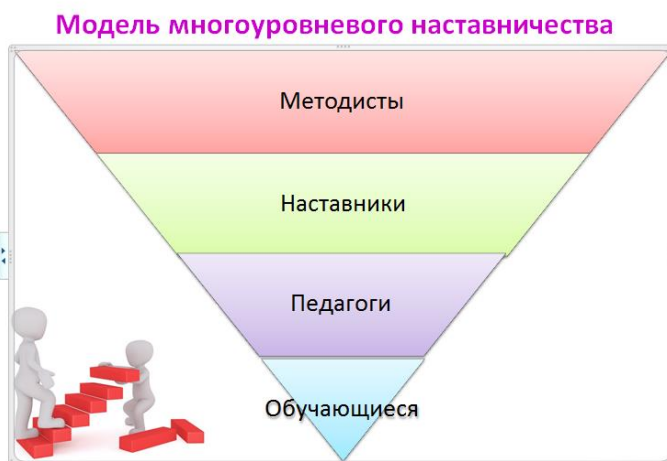 Модель многоуровневого наставничества
Методисты
Наставники
Педагоги
Обучающиеся